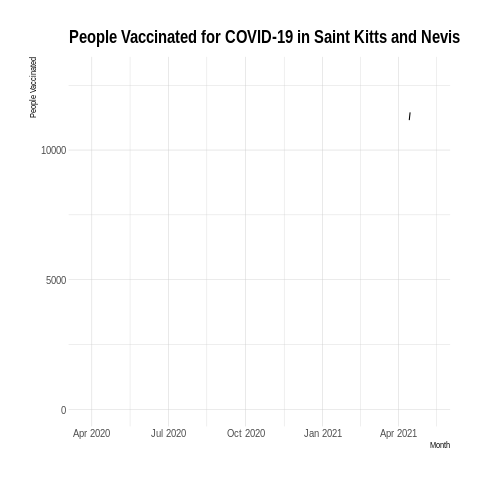 People Vaccinated for COVID-19 in Saint Kitts and Nevis
People Vaccinated
10000
5000
0
Apr 2020 Jul 2020 Oct 2020 Jan 2021 Apr 2021
Month